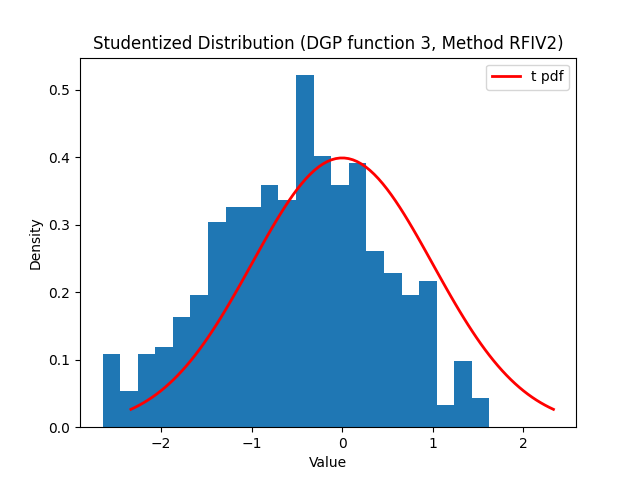 Studentized Distribution (DGP function 3, Method RFIV2)
t pdf
0.5
0.4
0.3
0.2
0.1
0.0
Density
−2
−1
0
1
2
Value